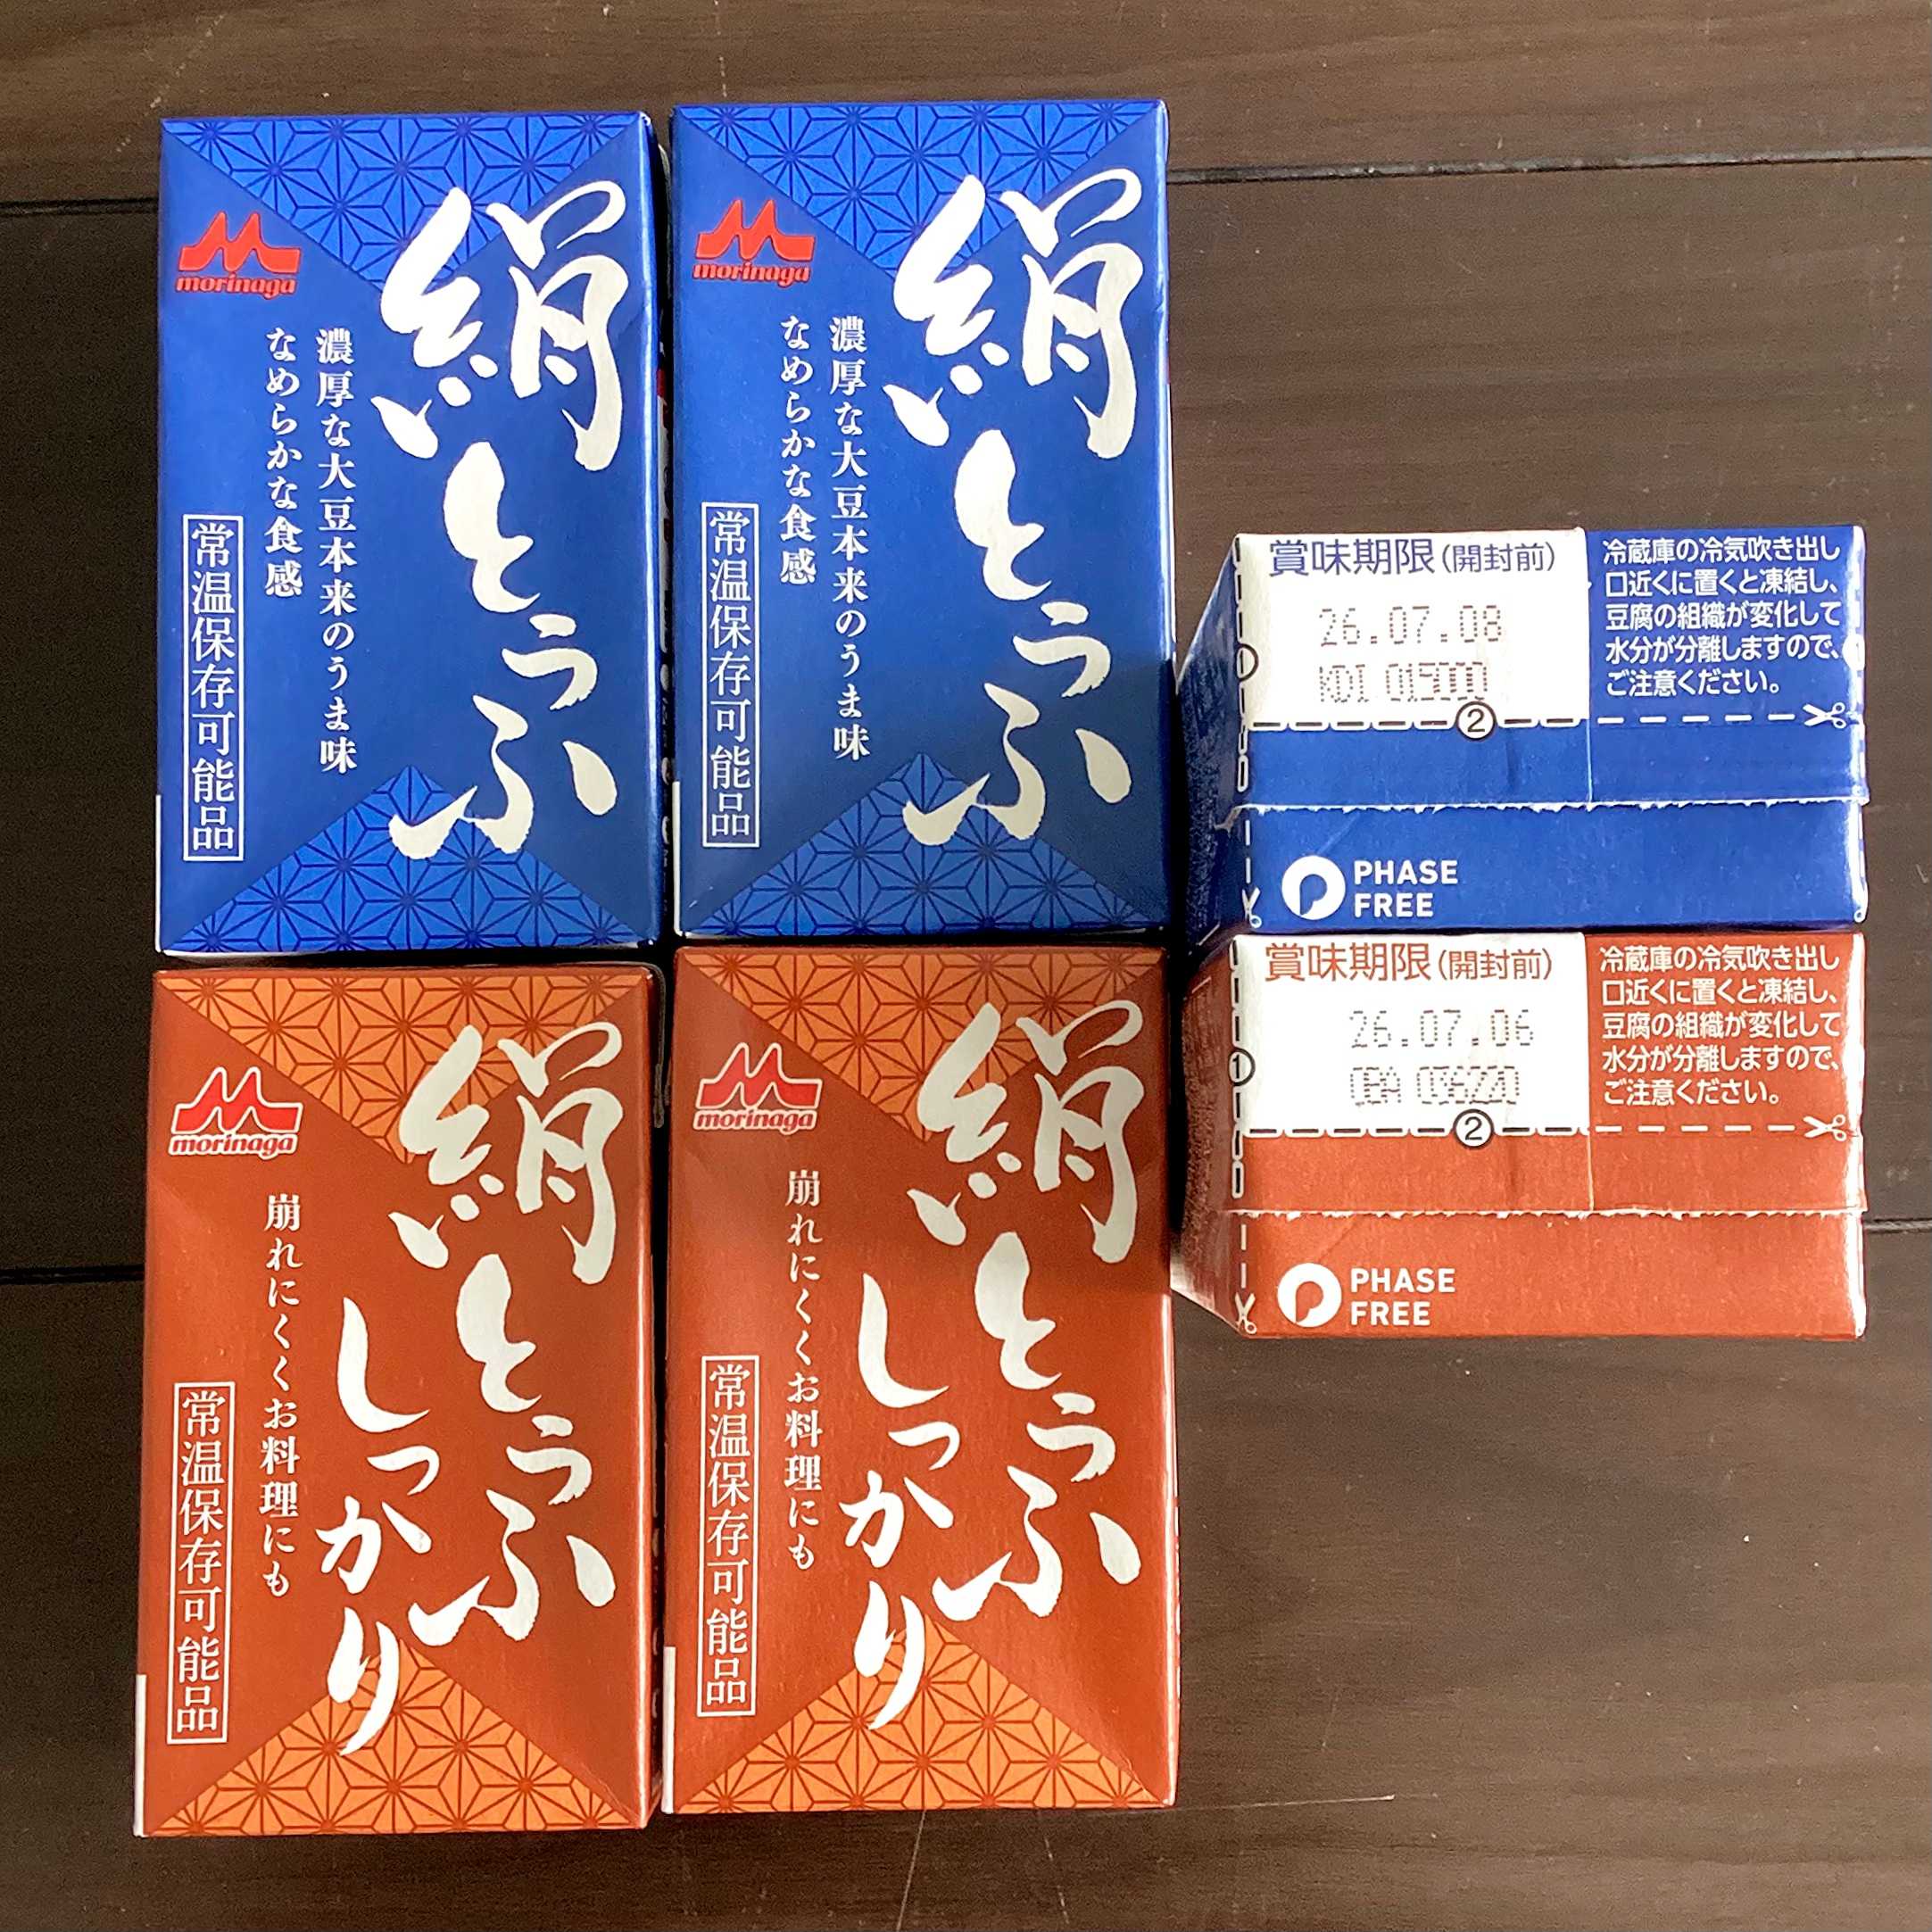 morinaga
絹とうふ
濃厚な大豆本来のうま味
なめらかな食感
常温保存可能品
morinaga
絹とうふ
濃厚な大豆本来のうま味
なめらかな食感
常温保存可能品
賞味期限(開封前)
26.07.08
KDI 015000
①
②
冷蔵庫の冷気吹き出し
口近くに置くと凍結し、
豆腐の組織が変化して
水分が分離しますので、
ご注意ください。
PHASE
FREE
morinaga
絹とうふ
しっかり
崩れにくくお料理にも
常温保存可能品
morinaga
絹とうふ
しっかり
崩れにくくお料理にも
常温保存可能品
賞味期限(開封前)
26.07.06
①
②
冷蔵庫の冷気吹き出し
口近くに置くと凍結し、
豆腐の組織が変化して
水分が分離しますので、
ご注意ください。
PHASE
FREE